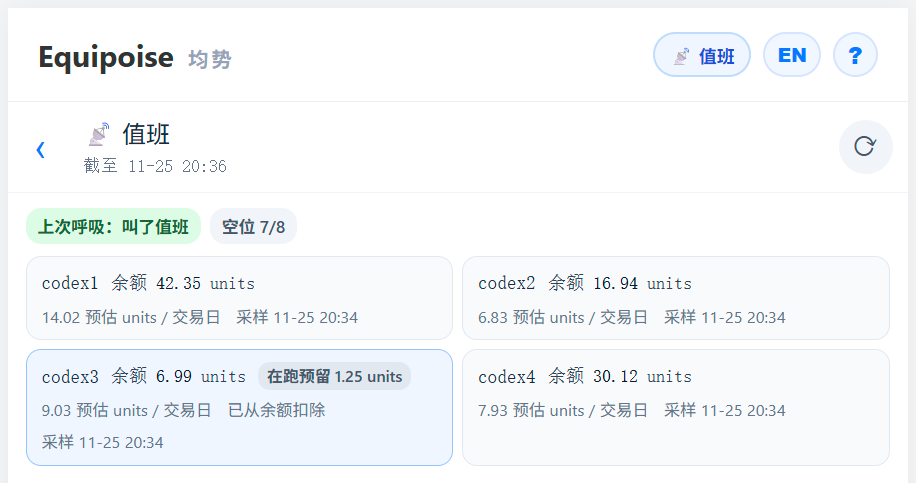 Equipoise 均势
值班 EN ?
‹ 值班
截至 11-25 20:36
上次呼吸：叫了值班 空位 7/8
codex1 余额 42.35 units
14.02 预估 units / 交易日 采样 11-25 20:34
codex2 余额 16.94 units
6.83 预估 units / 交易日 采样 11-25 20:34
codex3 余额 6.99 units 在跑预留 1.25 units
9.03 预估 units / 交易日 已从余额扣除
采样 11-25 20:34
codex4 余额 30.12 units
7.93 预估 units / 交易日 采样 11-25 20:34